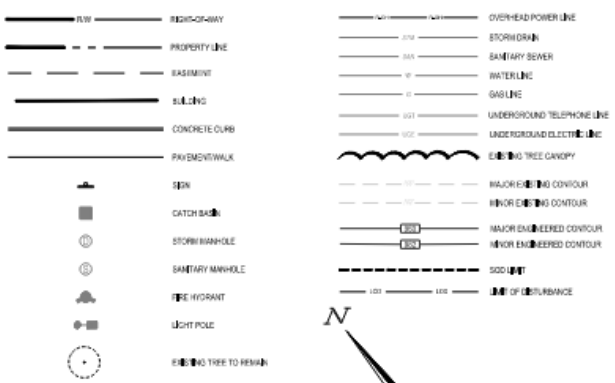 R/W RIGHT-OF-WAY
PROPERTY LINE
EASEMENT
BUILDING
CONCRETE CURB
PAVEMENT/WALK
SIGN
CATCH BASIN
D STORM MANHOLE
S SANITARY MANHOLE
FIRE HYDRANT
LIGHT POLE
EXISTING TREE TO REMAIN
OVERHEAD POWER LINE
STORM DRAIN
SANITARY SEWER
W WATER LINE
G GAS LINE
UGT UNDERGROUND TELEPHONE LINE
UGE UNDERGROUND ELECTRIC LINE
EXISTING TREE CANOPY
MAJOR EXISTING CONTOUR
MINOR EXISTING CONTOUR
MAJOR ENGINEERED CONTOUR
MINOR ENGINEERED CONTOUR
SOD LIMIT
LOD LOD LIMIT OF DISTURBANCE
N